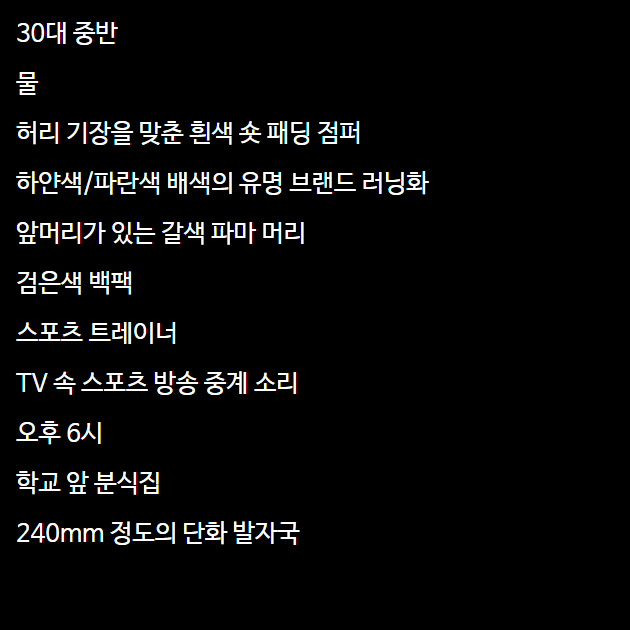 30대 중반
물
허리 기장을 맞춘 흰색 숏 패딩 점퍼
하얀색/파란색 배색의 유명 브랜드 러닝화
앞머리가 있는 갈색 파마 머리
검은색 백팩
스포츠 트레이너
TV 속 스포츠 방송 중계 소리
오후 6시
학교 앞 분식집
240mm 정도의 단화 발자국